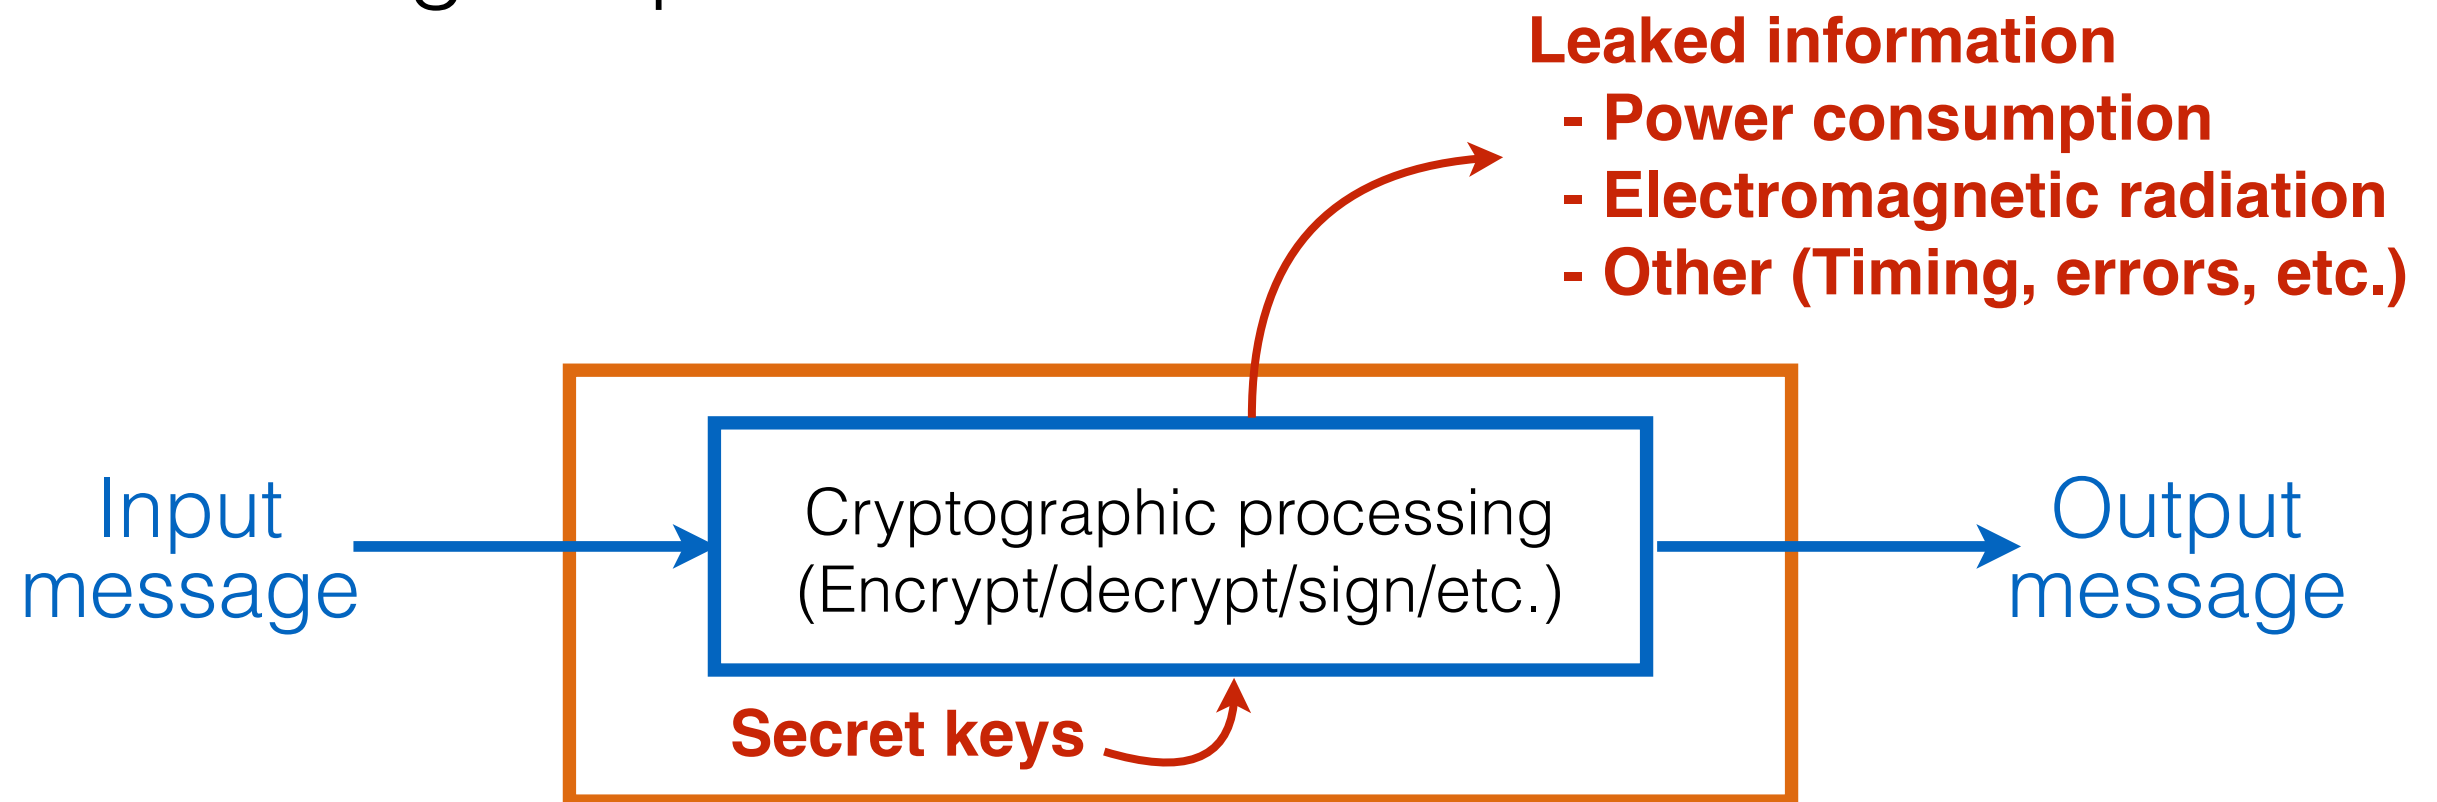 Leaked information
- Power consumption
- Electromagnetic radiation
- Other (Timing, errors, etc.)
Input
message
Cryptographic processing
(Encrypt/decrypt/sign/etc.)
Output
message
Secret keys